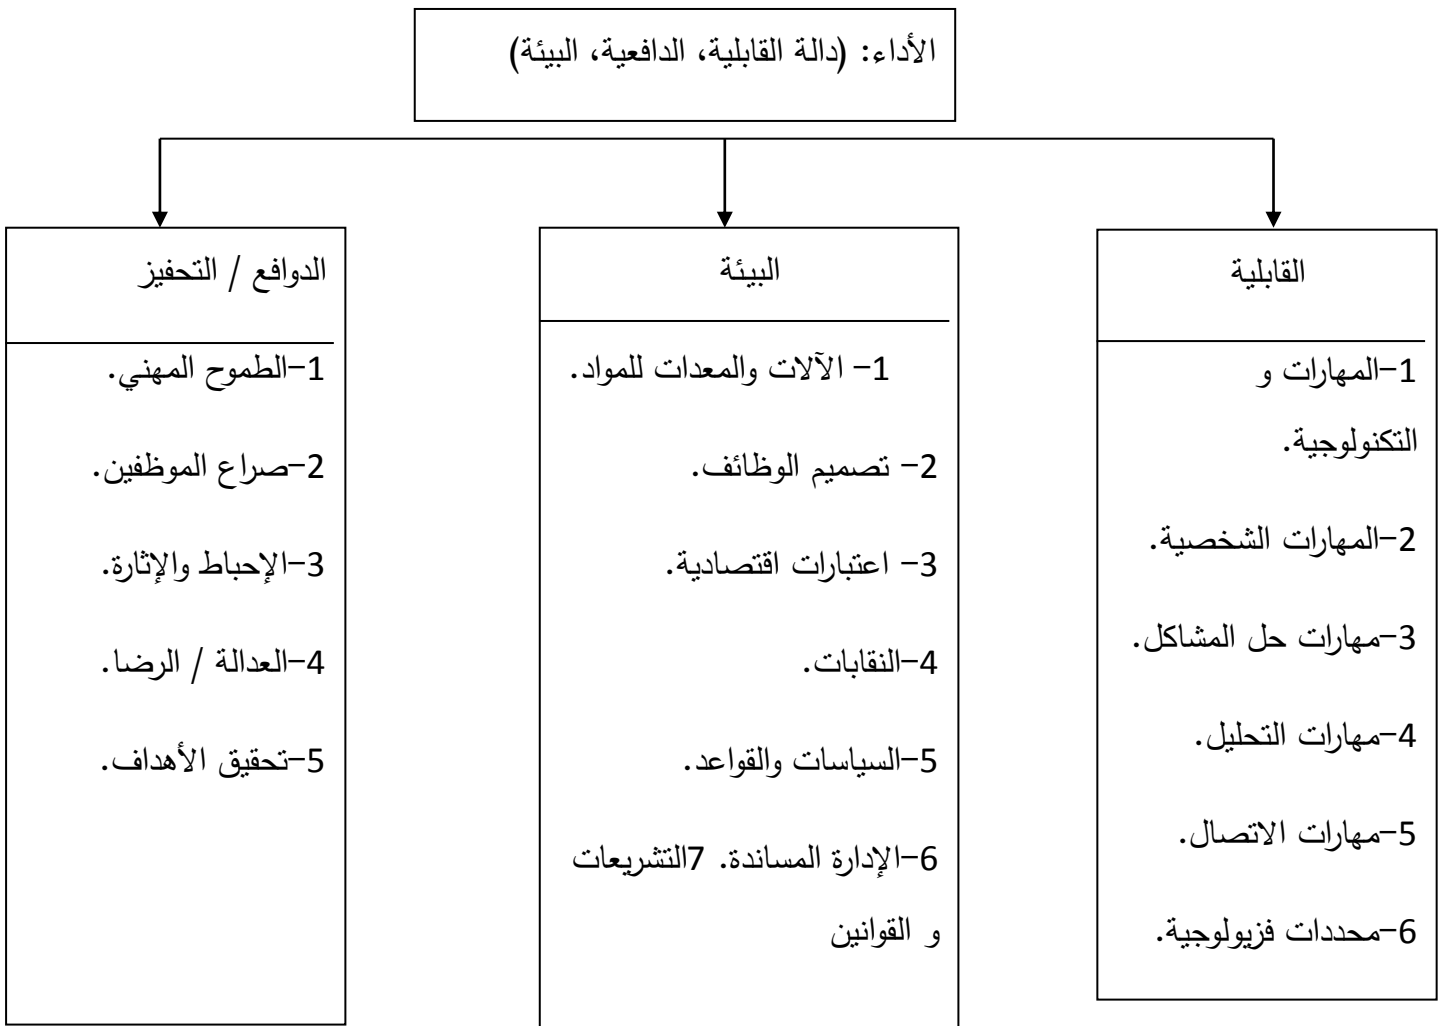 الأداء: (دالة القابلية، الدافعية، البيئة)
القابلية
1-المهارات و
التكنولوجية.
2-المهارات الشخصية.
3-مهارات حل المشاكل.
4-مهارات التحليل.
5-مهارات الاتصال.
6-محددات فزيولوجية.
البيئة
1- الآلات والمعدات للمواد.
2- تصميم الوظائف.
3- اعتبارات اقتصادية.
4-النقابات.
5-السياسات والقواعد.
6-الإدارة المساندة. 7التشريعات
و القوانين
الدوافع / التحفيز
1-الطموح المهني.
2-صراع الموظفين.
3-الإحباط والإثارة.
4-العدالة / الرضا.
5-تحقيق الأهداف.